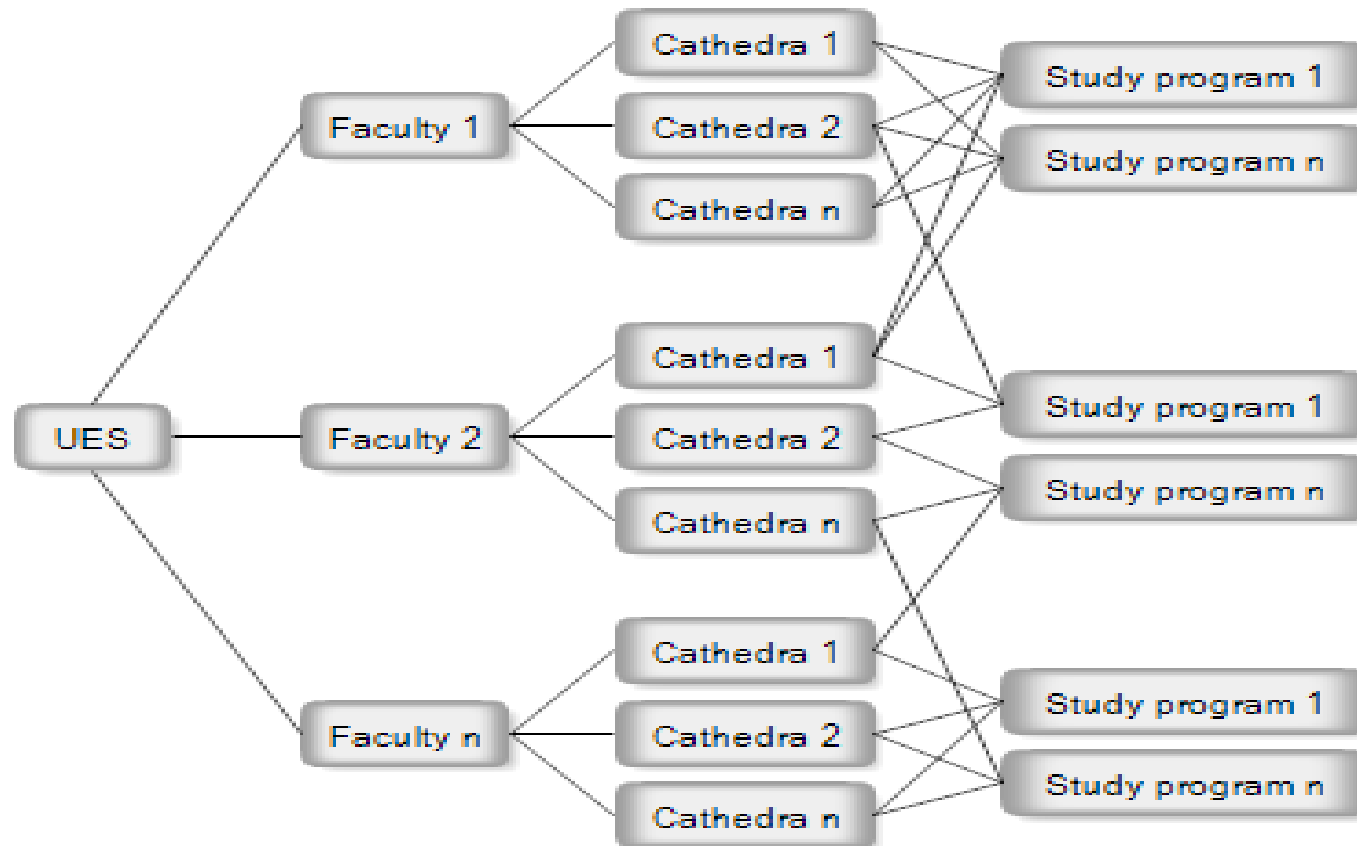 Cathedra 1
Study program 1
Faculty 1
Cathedra 2
Study program n
Cathedra n
Cathedra 1
Study program 1
UES
Faculty 2
Cathedra 2
Study program n
Cathedra n
Cathedra 1
Study program 1
Faculty n
Cathedra 2
Study program n
Cathedra n